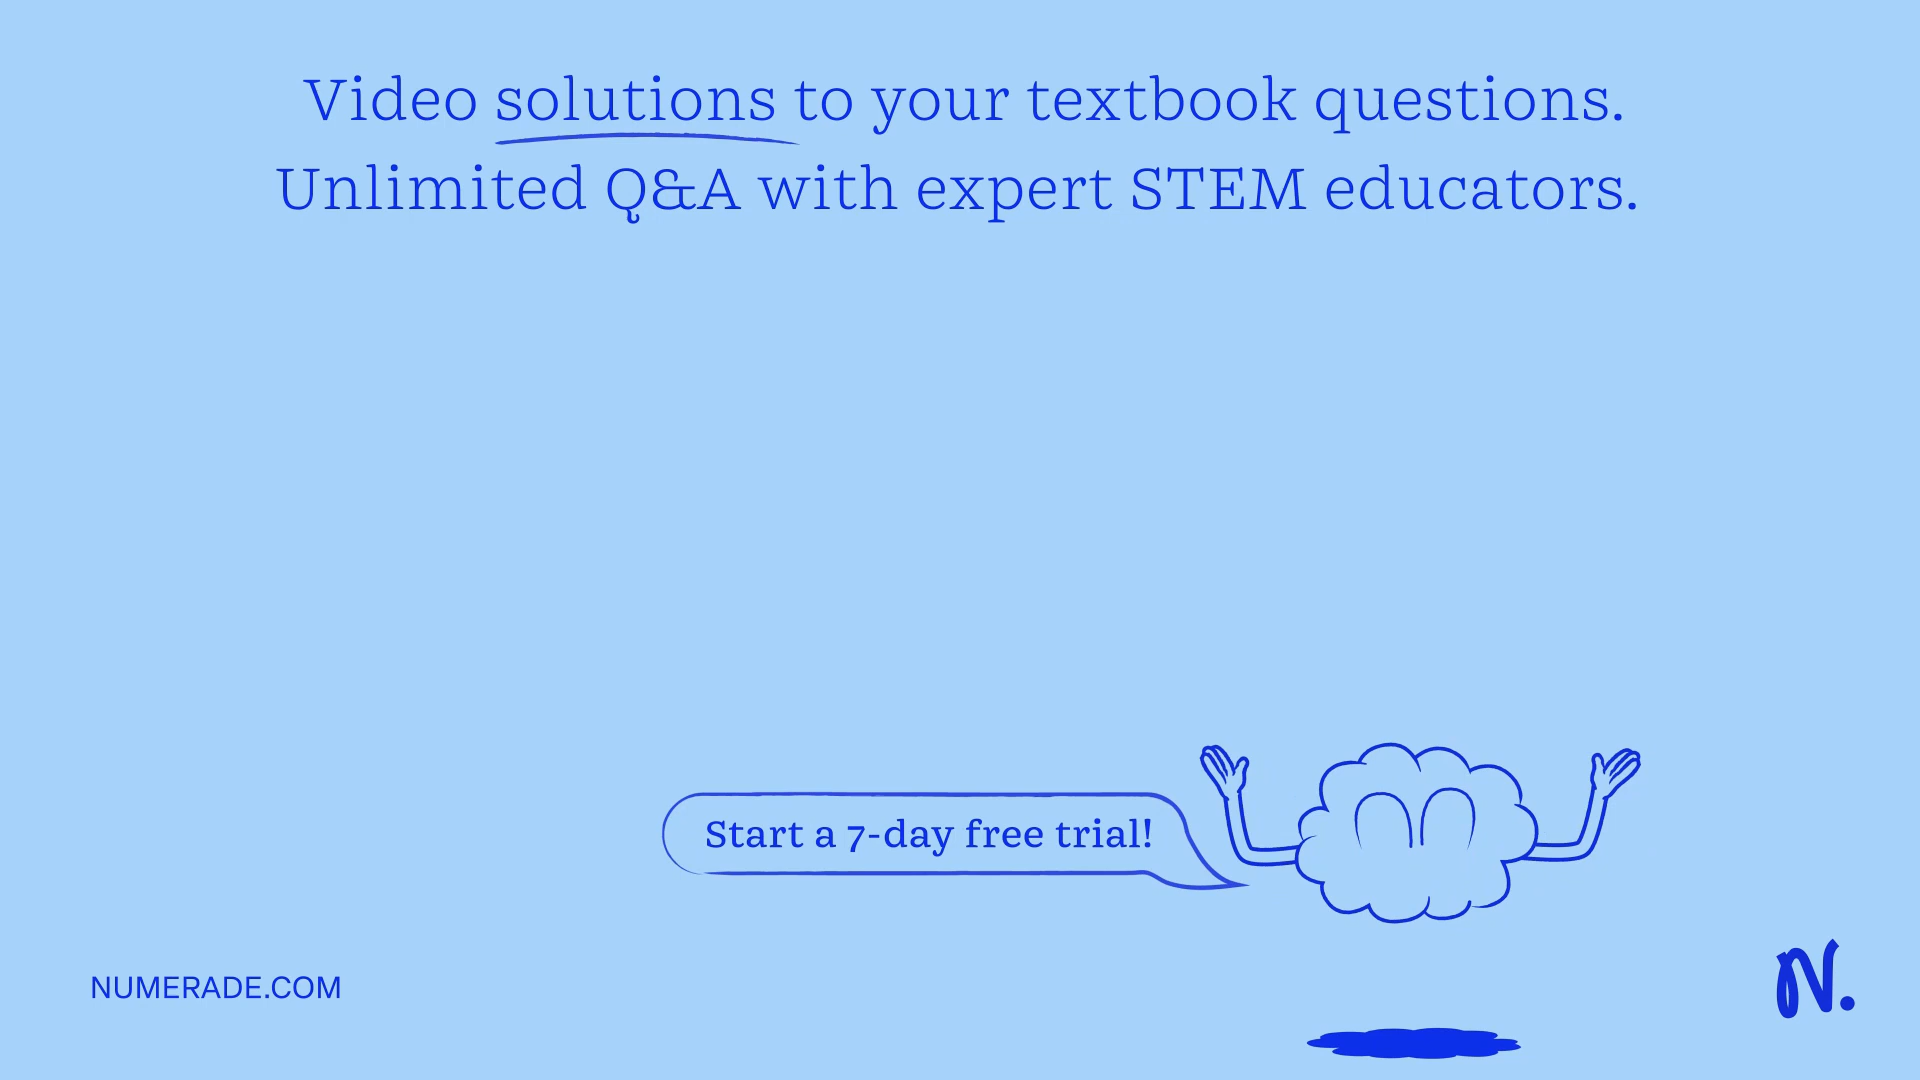 Video solutions to your textbook questions.
Unlimited Q&A with expert STEM educators.
Start a 7-day free trial!
NUMERADE.COM
N.